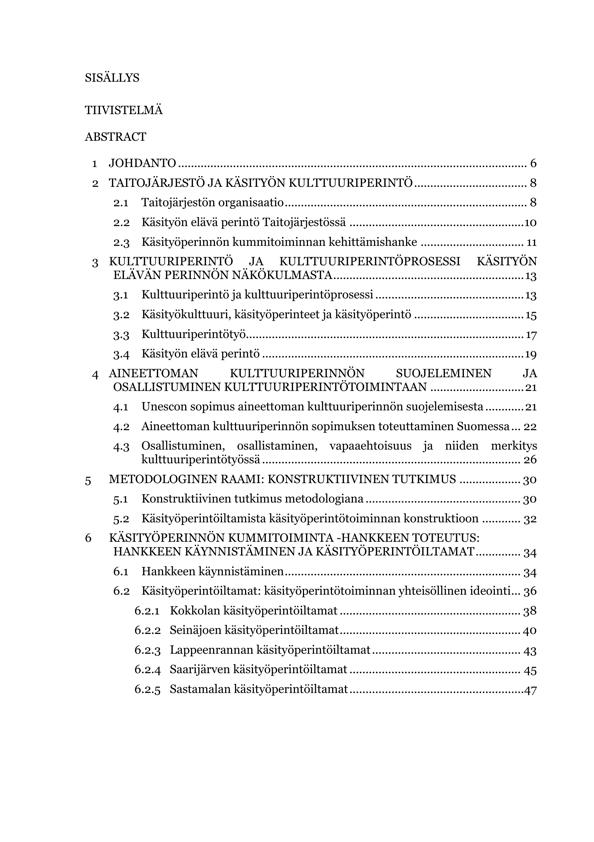 SISÄLLYS
TIIVISTELMÄ
ABSTRACT
1 JOHDANTO ............................................................................................................ 6
2 TAITOJÄRJESTÖ JA KÄSITYÖN KULTTUURIPERINTÖ ................................... 8
2.1 Taitojärjestön organisaatio ........................................................................... 8
2.2 Käsityön elävä perintö Taitojärjestössä ......................................................10
2.3 Käsityöperinnön kummitoiminnan kehittämishanke ................................ 11
3 KULTTUURIPERINTÖ JA KULTTUURIPERINTÖPROSESSI KÄSITYÖN
ELÄVÄN PERINNÖN NÄKÖKULMASTA ...........................................................13
3.1 Kulttuuriperintö ja kulttuuriperintöprosessi ..............................................13
3.2 Käsityökulttuuri, käsityöperinteet ja käsityöperintö .................................. 15
3.3 Kulttuuriperintötyö...................................................................................... 17
3.4 Käsityön elävä perintö .................................................................................19
4 AINEETTOMAN KULTTUURIPERINNÖN SUOJELEMINEN JA
OSALLISTUMINEN KULTTUURIPERINTÖTOIMINTAAN .............................21
4.1 Unescon sopimus aineettoman kulttuuriperinnön suojelemisesta ............21
4.2 Aineettoman kulttuuriperinnön sopimuksen toteuttaminen Suomessa ... 22
4.3 Osallistuminen, osallistaminen, vapaaehtoisuus ja niiden merkitys
kulttuuriperintötyössä ................................................................................ 26
5 METODOLOGINEN RAAMI: KONSTRUKTIIVINEN TUTKIMUS ................... 30
5.1 Konstruktiivinen tutkimus metodologiana ................................................ 30
5.2 Käsityöperintöiltamista käsityöperintötoiminnan konstruktioon ............ 32
6 KÄSITYÖPERINNÖN KUMMITOIMINTA -HANKKEEN TOTEUTUS:
HANKKEEN KÄYNNISTÄMINEN JA KÄSITYÖPERINTÖILTAMAT .............. 34
6.1 Hankkeen käynnistäminen ......................................................................... 34
6.2 Käsityöperintöiltamat: käsityöperintötoiminnan yhteisöllinen ideointi ... 36
6.2.1 Kokkolan käsityöperintöiltamat ........................................................ 38
6.2.2 Seinäjoen käsityöperintöiltamat ........................................................ 40
6.2.3 Lappeenrannan käsityöperintöiltamat .............................................. 43
6.2.4 Saarijärven käsityöperintöiltamat ..................................................... 45
6.2.5 Sastamalan käsityöperintöiltamat ......................................................47